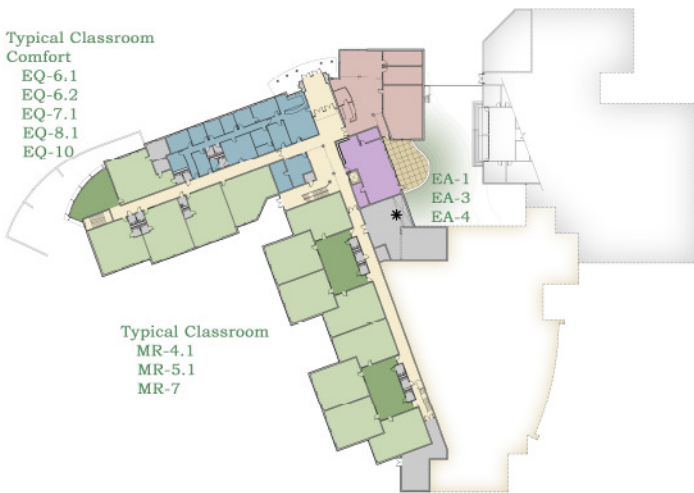 Typical Classroom
Comfort
EQ-6.1
EQ-6.2
EQ-7.1
EQ-8.1
EQ-10
EA-1
EA-3
EA-4
Typical Classroom
MR-4.1
MR-5.1
MR-7